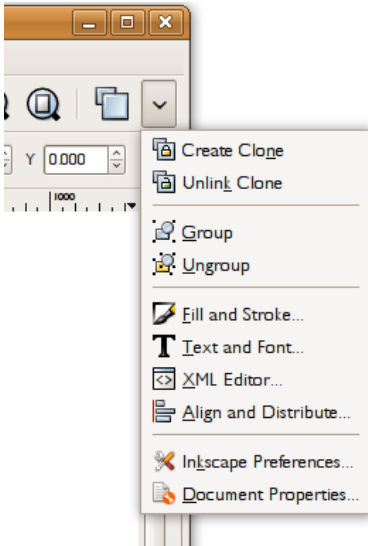 Y 0.000
1000
Create Clone
Unlink Clone
Group
Ungroup
Fill and Stroke...
Text and Font...
XML Editor...
Align and Distribute...
Inkscape Preferences...
Document Properties...